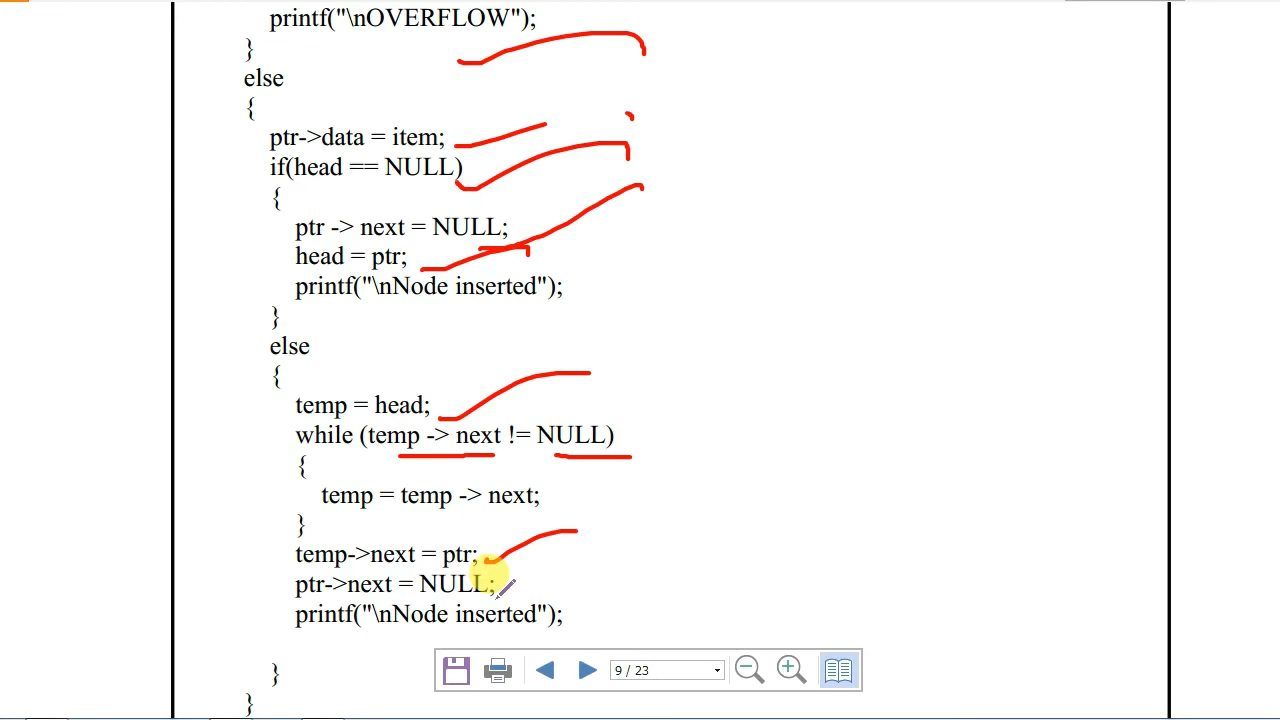 printf("\nOVERFLOW");
}
else
{
ptr->data = item;
if(head == NULL)
{
ptr -> next = NULL;
head = ptr;
printf("\nNode inserted");
}
else
{
temp = head;
while (temp -> next != NULL)
{
temp = temp -> next;
}
temp->next = ptr;
ptr->next = NULL;
printf("\nNode inserted");
}
}
9 / 23